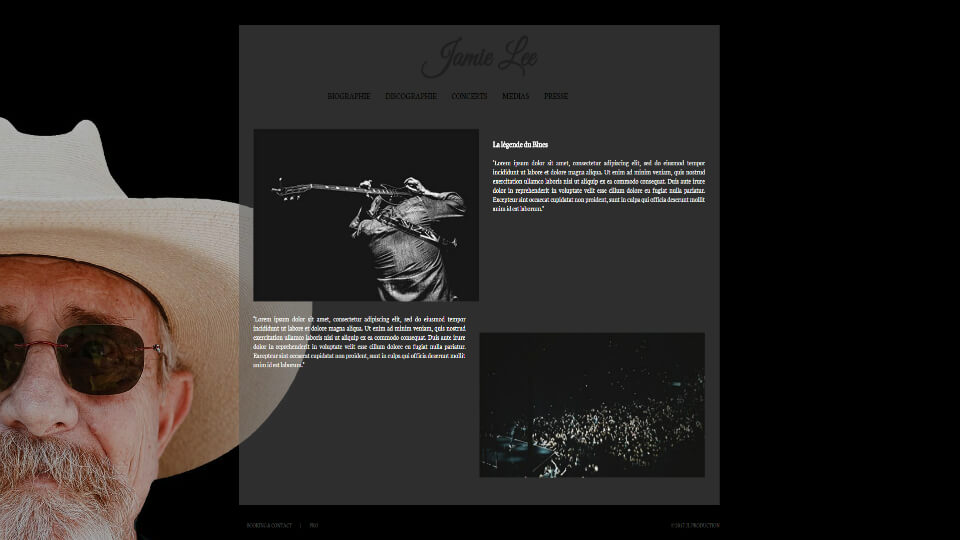 Jamie Lee
BIOGRAPHIE DISCOGRAPHIE CONCERTS MEDIAS PRESSE
La légende du Blues
"Lorem ipsum dolor sit amet, consectetur adipiscing elit, sed do eiusmod tempor
incididunt ut labore et dolore magna aliqua. Ut enim ad minim veniam, quis nostrud
exercitation ullamco laboris nisi ut aliquip ex ea commodo consequat. Duis aute irure
dolor in reprehenderit in voluptate velit esse cillum dolore eu fugiat nulla pariatur.
Excepteur sint occaecat cupidatat non proident, sunt in culpa qui officia deserunt mollit
anim id est laborum."
"Lorem ipsum dolor sit amet, consectetur adipiscing elit, sed do eiusmod tempor
incididunt ut labore et dolore magna aliqua. Ut enim ad minim veniam, quis nostrud
exercitation ullamco laboris nisi ut aliquip ex ea commodo consequat. Duis aute irure
dolor in reprehenderit in voluptate velit esse cillum dolore eu fugiat nulla pariatur.
Excepteur sint occaecat cupidatat non proident, sunt in culpa qui officia deserunt mollit
anim id est laborum."
BOOKING & CONTACT | PRO © 2017 JL PRODUCTION